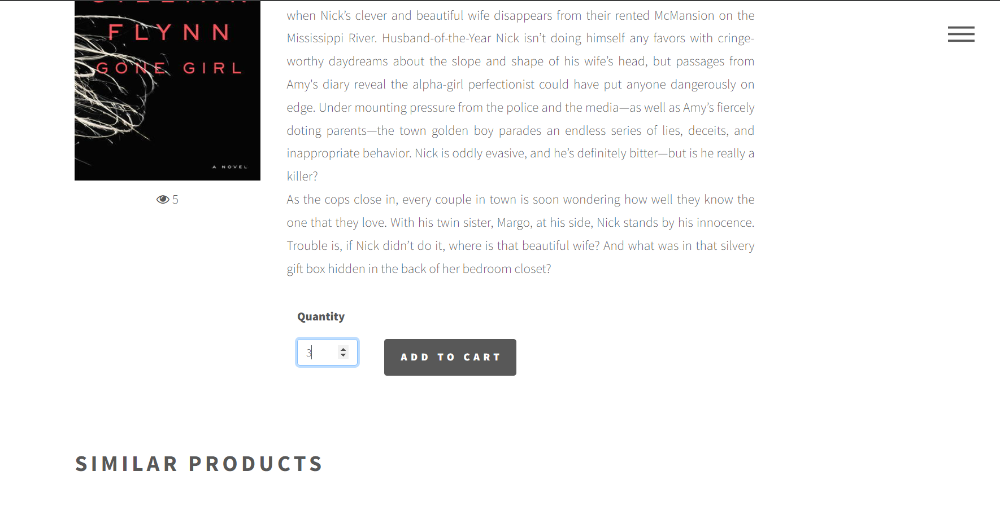 FLYNN
GONE GIRL
A NOVEL
5
when Nick’s clever and beautiful wife disappears from their rented McMansion on the
Mississippi River. Husband-of-the-Year Nick isn’t doing himself any favors with cringe-
worthy daydreams about the slope and shape of his wife’s head, but passages from
Amy's diary reveal the alpha-girl perfectionist could have put anyone dangerously on
edge. Under mounting pressure from the police and the media—as well as Amy’s fiercely
doting parents—the town golden boy parades an endless series of lies, deceits, and
inappropriate behavior. Nick is oddly evasive, and he’s definitely bitter—but is he really a
killer?
As the cops close in, every couple in town is soon wondering how well they know the
one that they love. With his twin sister, Margo, at his side, Nick stands by his innocence.
Trouble is, if Nick didn’t do it, where is that beautiful wife? And what was in that silvery
gift box hidden in the back of her bedroom closet?
Quantity
3
ADD TO CART
SIMILAR PRODUCTS